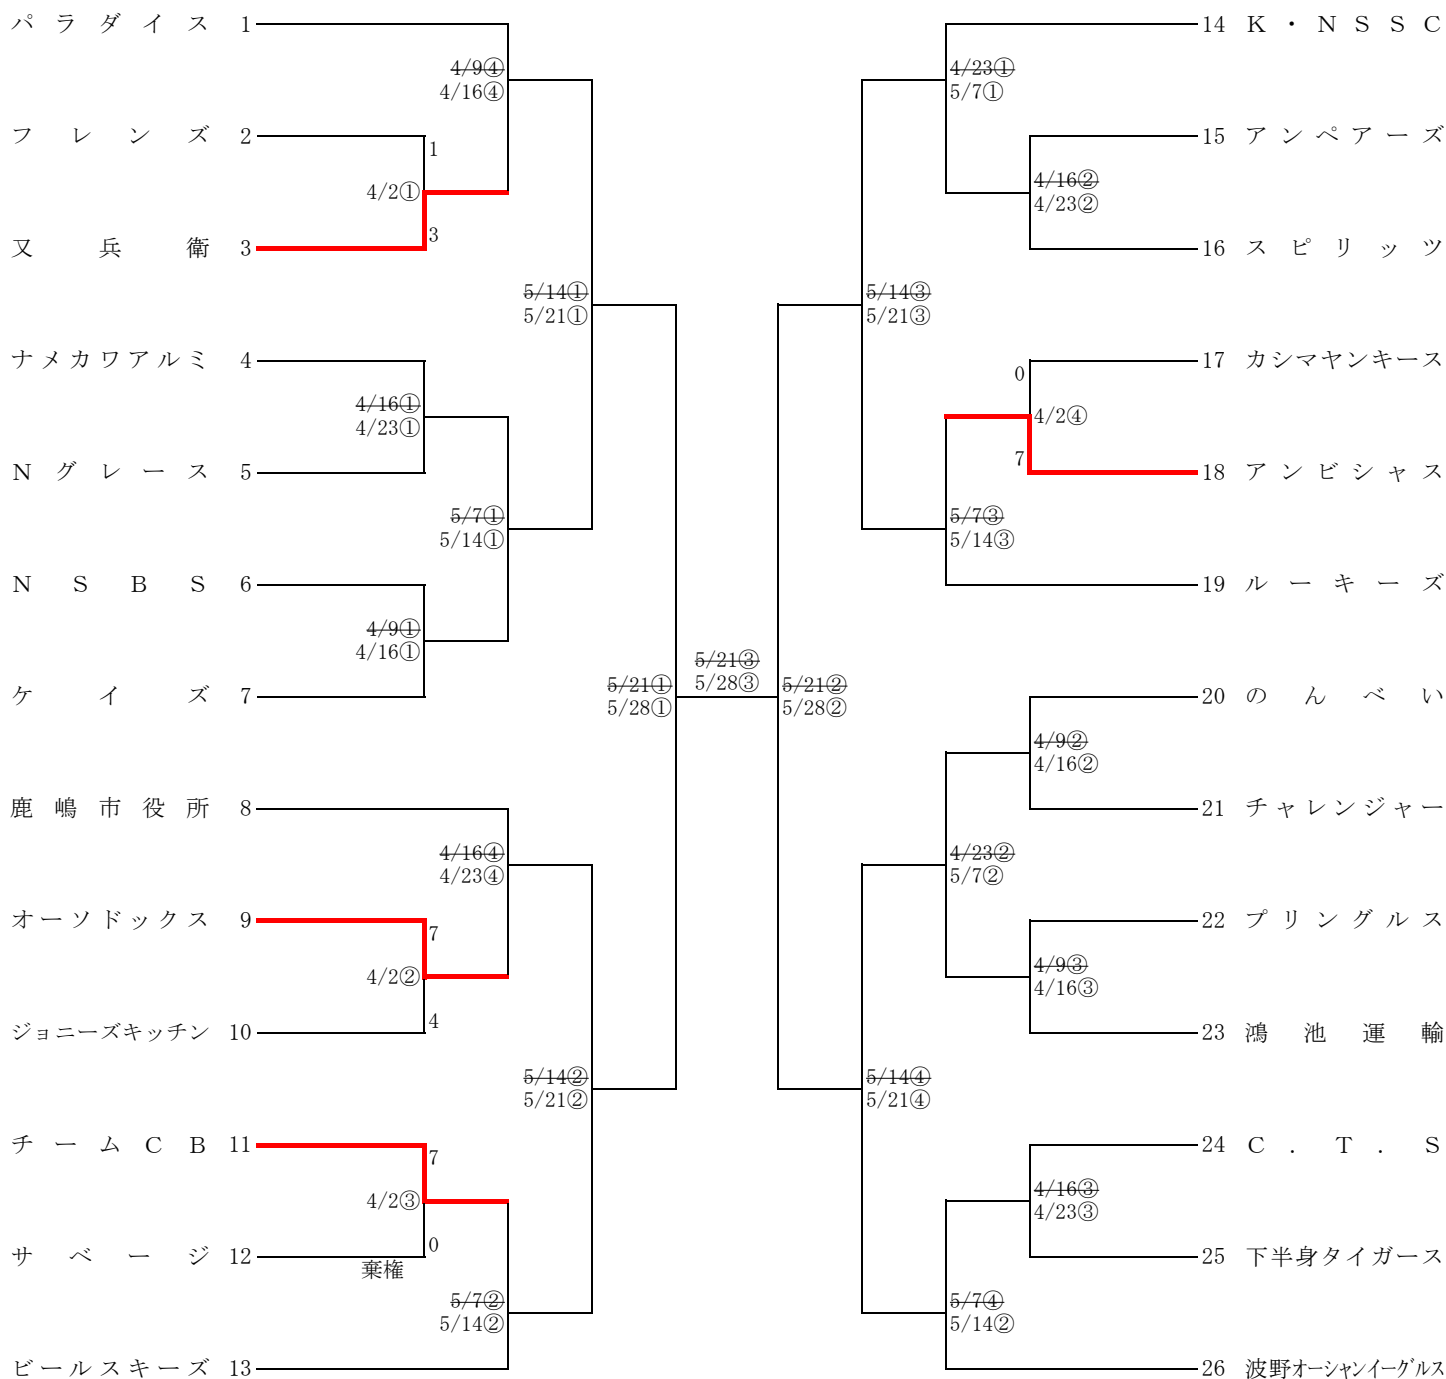 パラダイス 1
4/9④
4/16④
フレンズ 2
1
4/2①
又兵衛 3
3
5/14①
5/21①
ナメカワアルミ 4
4/16①
4/23①
Nグレース 5
5/7①
5/14①
NSBS 6
4/9①
4/16①
ケイズ 7
5/21①
5/28①
鹿嶋市役所 8
4/16④
4/23④
オーソドックス 9
7
4/2②
ジョニーズキッチン 10
4
5/14②
5/21②
チームCB 11
7
4/2③
サベージ 12
0
棄権
5/7②
5/14②
ビールスキーズ 13
5/21③
5/28③
14 K・NSSC
4/23①
5/7①
15 アンペアーズ
4/16②
4/23②
16 スピリッツ
5/14③
5/21③
17 カシマヤンキース
0
4/2④
7
18 アンビシャス
5/7③
5/14③
19 ルーキーズ
5/21②
5/28②
20 のんべい
4/9②
4/16②
21 チャレンジャー
4/23②
5/7②
22 プリングルス
4/9③
4/16③
23 鴻池運輸
5/14④
5/21④
24 C.T.S
4/16③
4/23③
25 下半身タイガース
5/7④
5/14②
26 波野オーシャンイーグルス